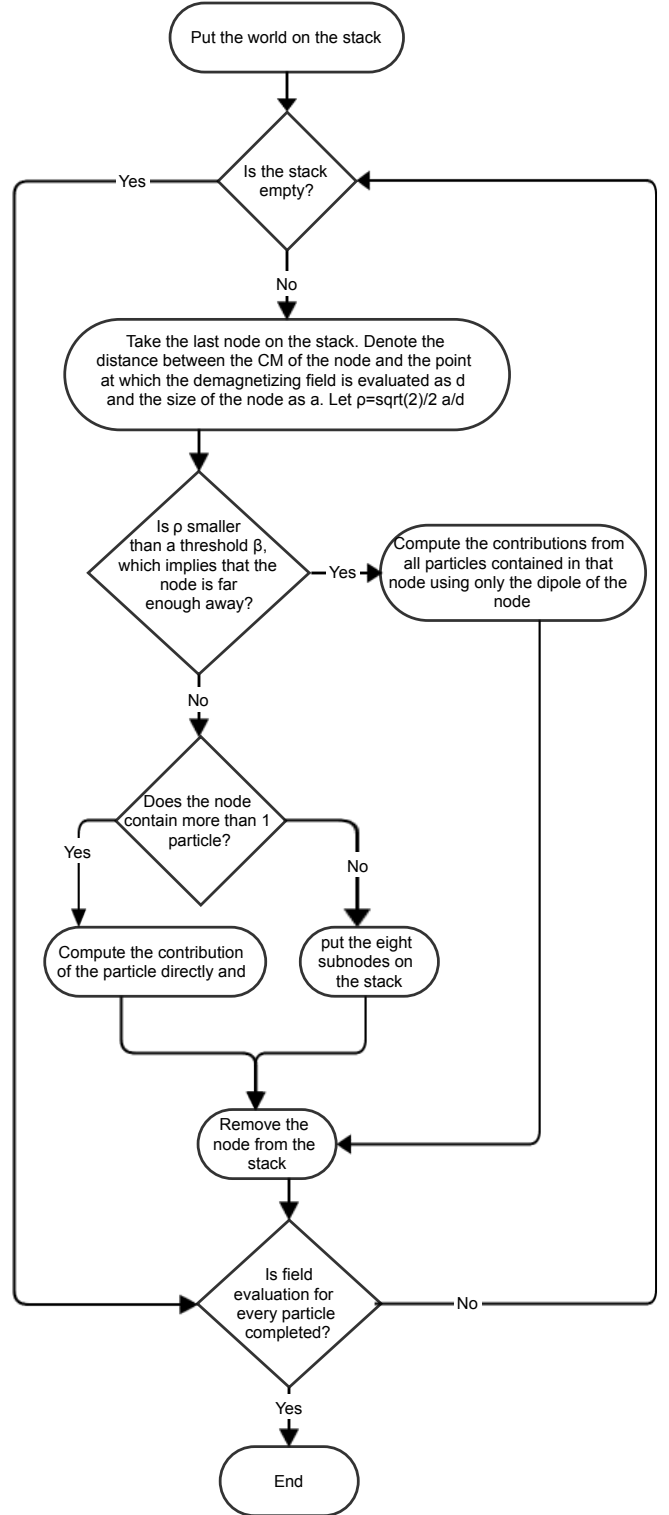 Put the world on the stack
Is the stack
empty?
Yes
No
Take the last node on the stack. Denote the
distance between the CM of the node and the point
at which the demagnetizing field is evaluated as d
and the size of the node as a. Let ρ=sqrt(2)/2 a/d
Is ρ smaller
than a threshold β,
which implies that the
node is far
enough away?
Yes
Compute the contributions from
all particles contained in that
node using only the dipole of the
node
No
Does the node
contain more than 1
particle?
Yes
No
Compute the contribution
of the particle directly and
put the eight
subnodes on
the stack
Remove the
node from the
stack
Is field
evaluation for
every particle
completed?
No
Yes
End